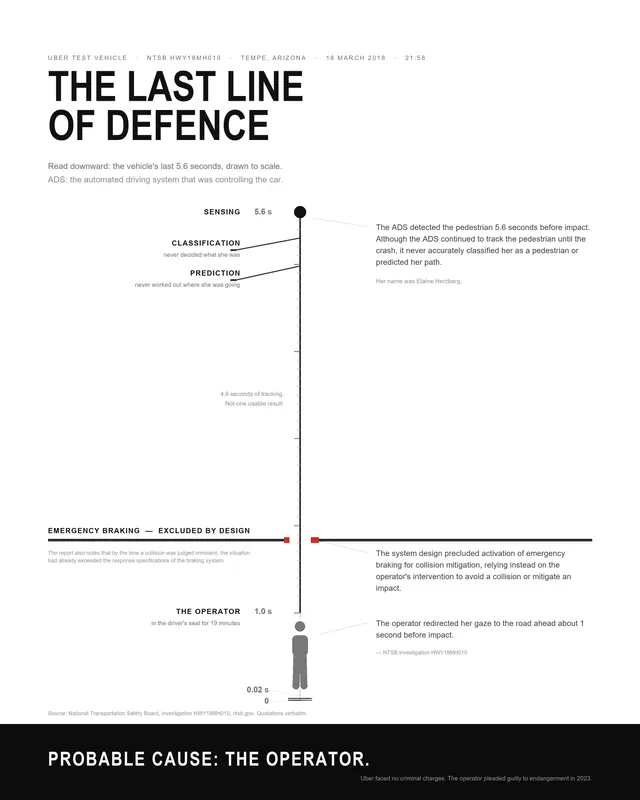 UBER TEST VEHICLE · NTSB HWY18MH010 · TEMPE, ARIZONA · 18 MARCH 2018 · 21:58
THE LAST LINE
OF DEFENCE
Read downward: the vehicle's last 5.6 seconds, drawn to scale.
ADS: the automated driving system that was controlling the car.
SENSING 5.6 s
The ADS detected the pedestrian 5.6 seconds before impact.
Although the ADS continued to track the pedestrian until the
crash, it never accurately classified her as a pedestrian or
predicted her path.
Her name was Elaine Herzberg.
CLASSIFICATION
never decided what she was
PREDICTION
never worked out where she was going
4.6 seconds of tracking.
Not one usable result.
EMERGENCY BRAKING — EXCLUDED BY DESIGN
The report also notes that by the time a collision was judged imminent, the situation
had already exceeded the response specifications of the braking system.
The system design precluded activation of emergency
braking for collision mitigation, relying instead on the
operator's intervention to avoid a collision or mitigate an
impact.
THE OPERATOR 1.0 s
in the driver's seat for 19 minutes
The operator redirected her gaze to the road ahead about 1
second before impact.
— NTSB investigation HWY18MH010
0.02 s
0
Source: National Transportation Safety Board, investigation HWY18MH010, ntsb.gov. Quotations verbatim.
PROBABLE CAUSE: THE OPERATOR.
Uber faced no criminal charges. The operator pleaded guilty to endangerment in 2023.